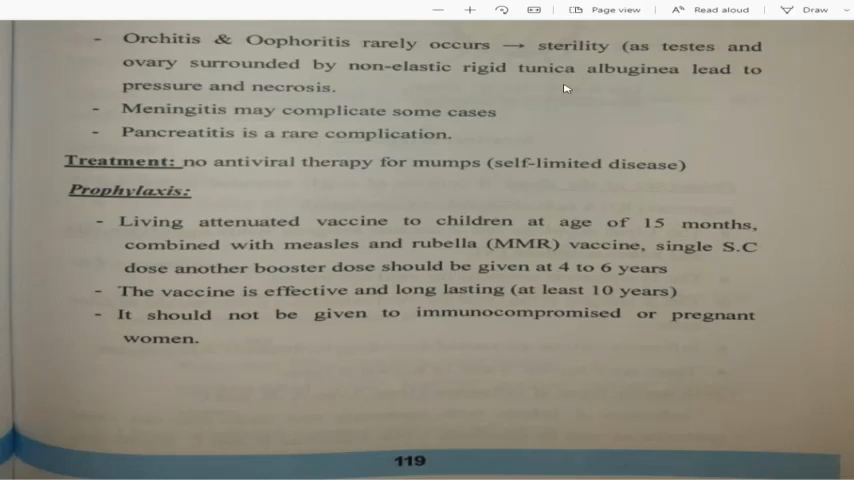 Page view
Read aloud
Draw
- Orchitis & Oophoritis rarely occurs → sterility (as testes and
ovary surrounded by non-elastic rigid tunica albuginea lead to
pressure and necrosis.
- Meningitis may complicate some cases
- Pancreatitis is a rare complication.
Treatment: no antiviral therapy for mumps (self-limited disease)
Prophylaxis:
- Living attenuated vaccine to children at age of 15 months,
combined with measles and rubella (MMR) vaccine, single S.C
dose another booster dose should be given at 4 to 6 years
- The vaccine is effective and long lasting (at least 10 years)
- It should not be given to immunocompromised or pregnant
women.
119